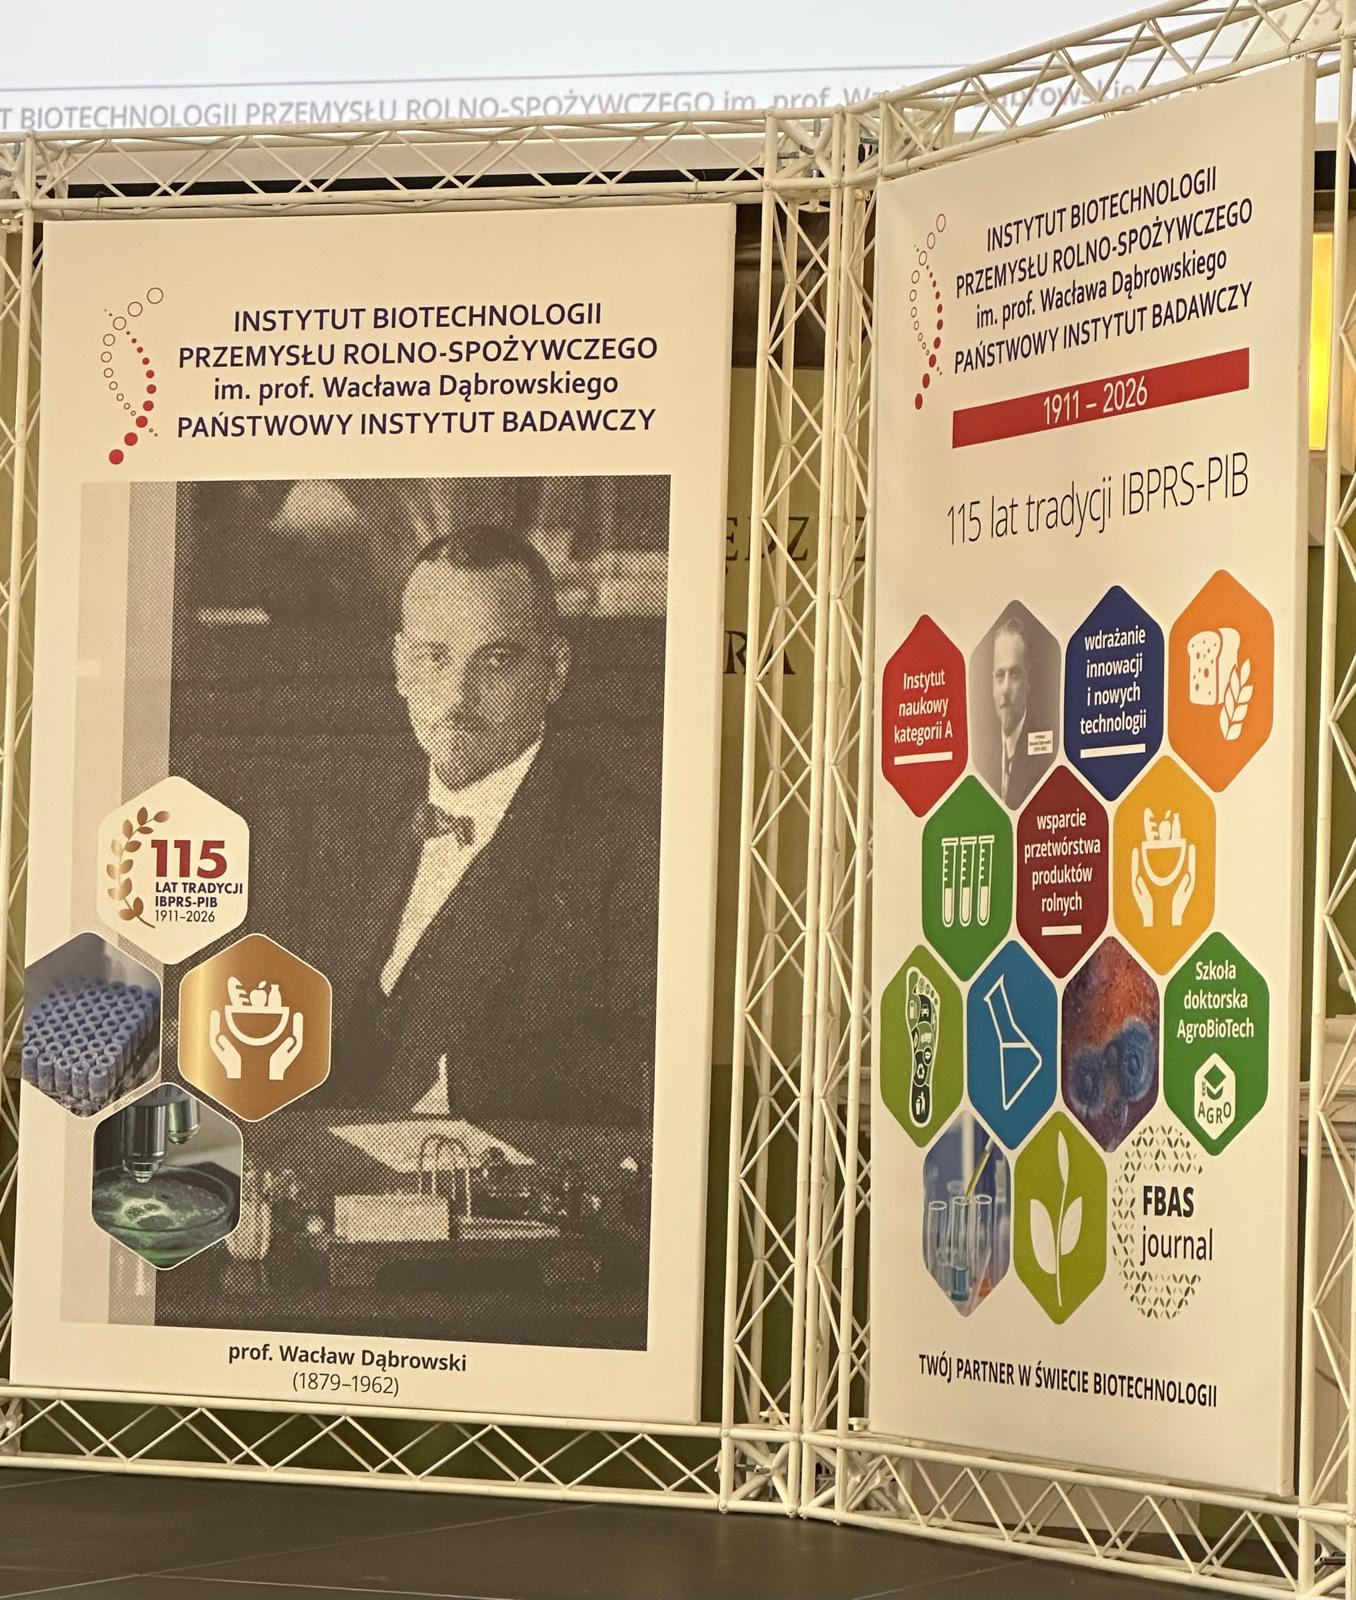 T BIOTECHNOLOGII PRZEMYSŁU ROLNO-SPOŻYWCZEGO im. prof. Wacława Dąbrowskiego
INSTYTUT BIOTECHNOLOGII
PRZEMYSŁU ROLNO-SPOŻYWCZEGO
im. prof. Wacława Dąbrowskiego
PAŃSTWOWY INSTYTUT BADAWCZY
115
LAT TRADYCJI
IBPRS-PIB
1911–2026
prof. Wacław Dąbrowski
(1879–1962)
INSTYTUT BIOTECHNOLOGII
PRZEMYSŁU ROLNO-SPOŻYWCZEGO
im. prof. Wacława Dąbrowskiego
PAŃSTWOWY INSTYTUT BADAWCZY
1911 – 2026
115 lat tradycji IBPRS-PIB
Instytut
naukowy
kategorii A
wdrażanie
innowacji
i nowych
technologii
wsparcie
przetwórstwa
produktów
rolnych
Szkoła
doktorska
AgroBioTech
AGRO
FBAS
journal
TWÓJ PARTNER W ŚWIECIE BIOTECHNOLOGII